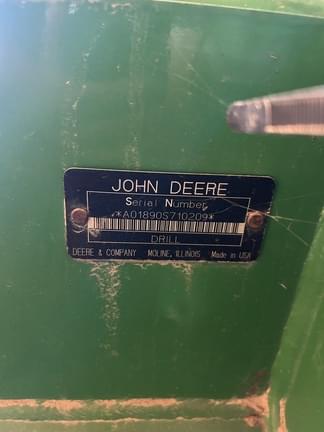 JOHN DEERE
Serial Number
*A01890S710209*
DRILL
DEERE & COMPANY MOLINE, ILLINOIS Made in USA